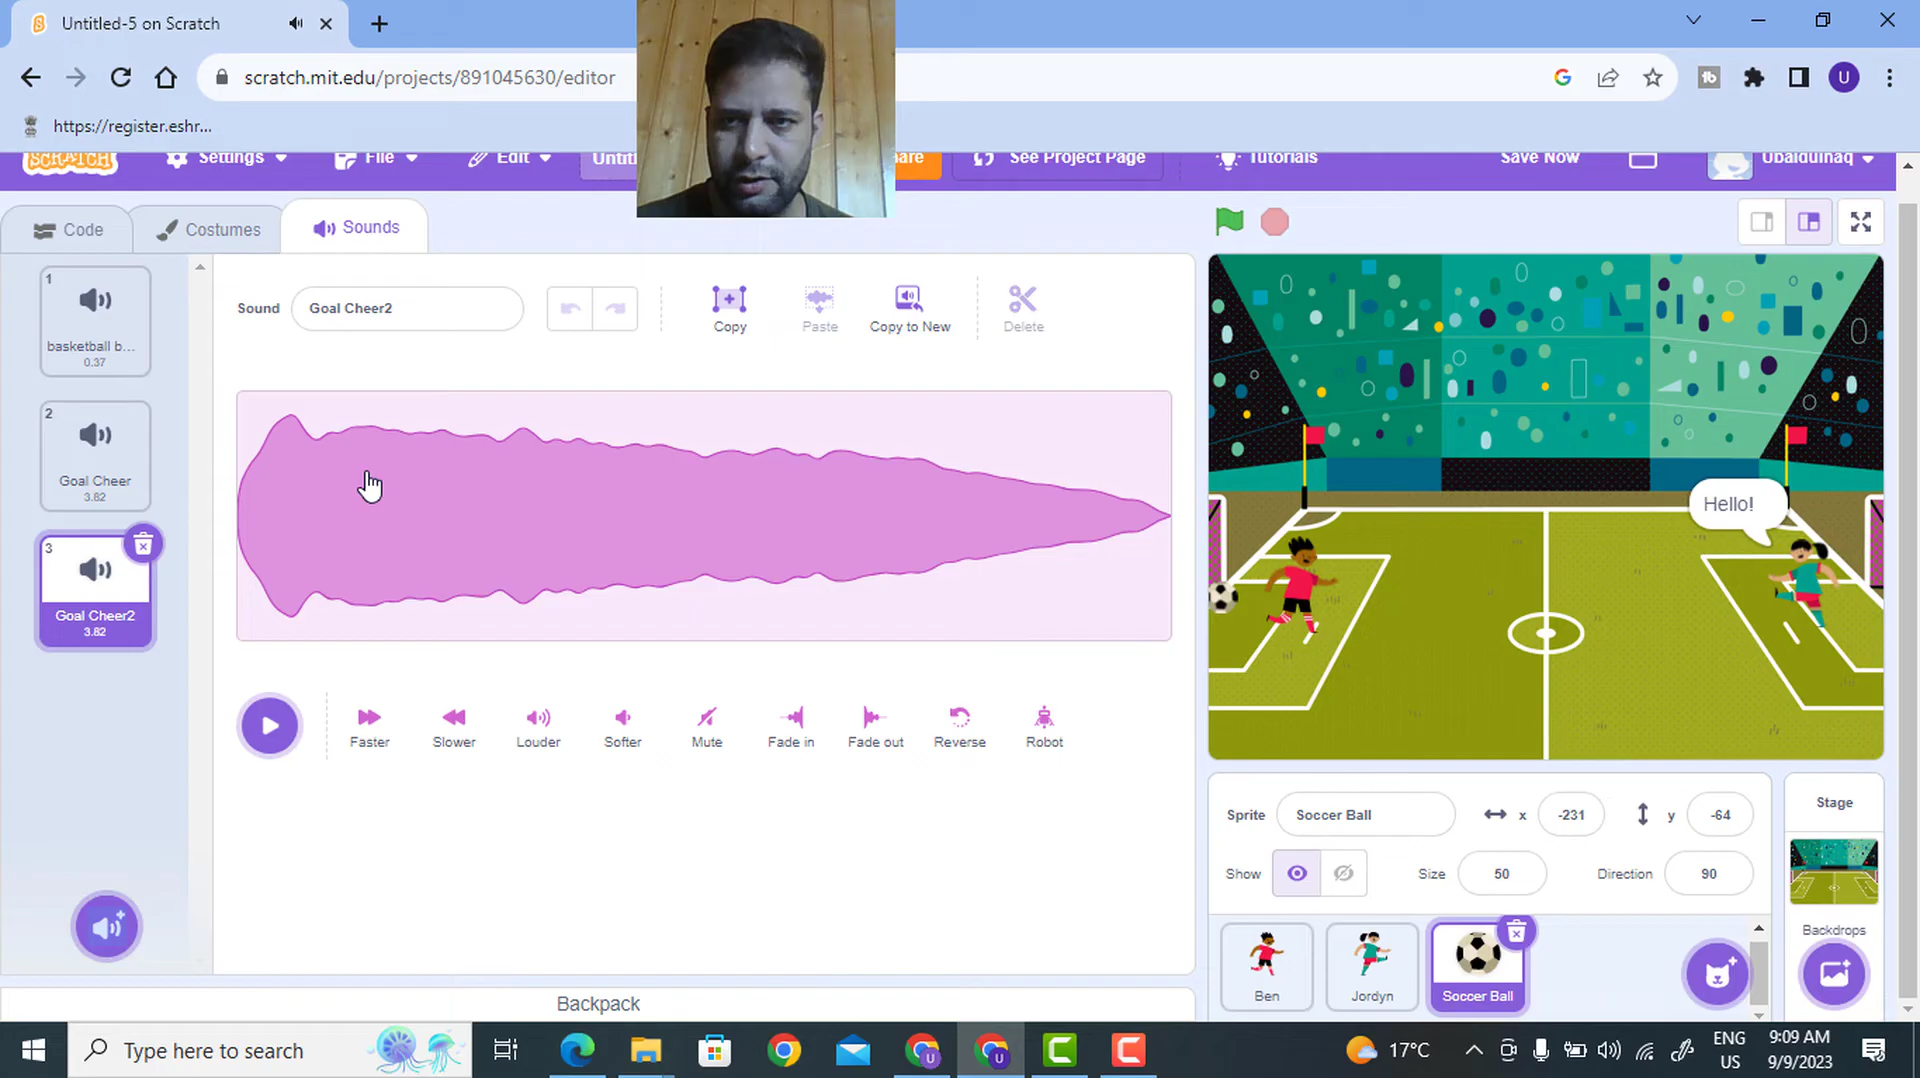 Untitled-5 on Scratch
scratch.mit.edu/projects/891045630/editor
https://register.eshr...
SCRATCH
Settings
File
Edit
See Project Page
Tutorials
Save Now
Code
Costumes
Sounds
1
basketball b...
0.37
2
Goal Cheer
3.82
3
Goal Cheer2
3.82
Sound
Goal Cheer2
Copy
Paste
Copy to New
Delete
Faster
Slower
Louder
Softer
Mute
Fade in
Fade out
Reverse
Robot
Hello!
Sprite
Soccer Ball
x
-231
y
-64
Show
Size
50
Direction
90
Stage
Backdrops
Ben
Jordyn
Soccer Ball
Backpack
Type here to search
17°C
ENG
US
9:09 AM
9/9/2023